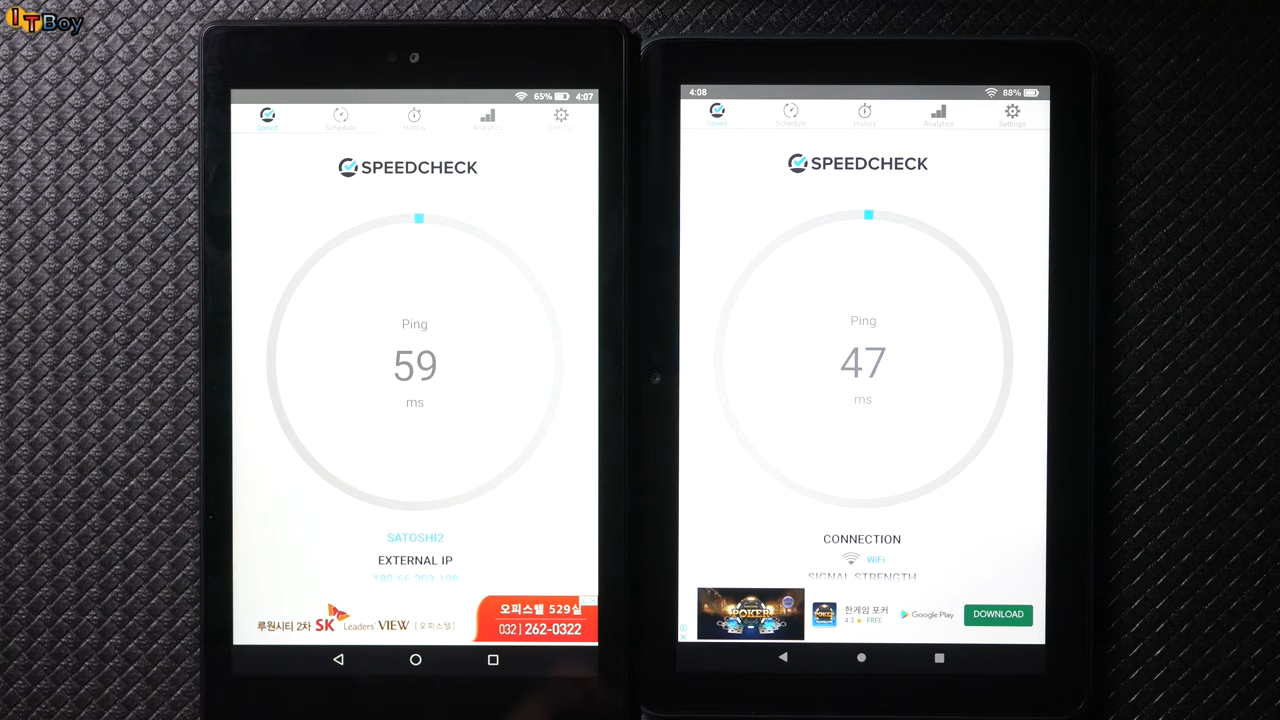 ITBoy
65% 4:07
Speed Schedule History Analytics Settings
SPEEDCHECK
Ping
59
ms
SATOSHI2
EXTERNAL IP
루원시티 2차 SK Leaders' VIEW [오피스텔]
오피스텔 529실
032 ) 262-0322
4:08 88%
Speed Schedule History Analytics Settings
SPEEDCHECK
Ping
47
ms
CONNECTION
WiFi
SIGNAL STRENGTH
POKER
한게임 포커
4.3 ★ FREE
Google Play
DOWNLOAD